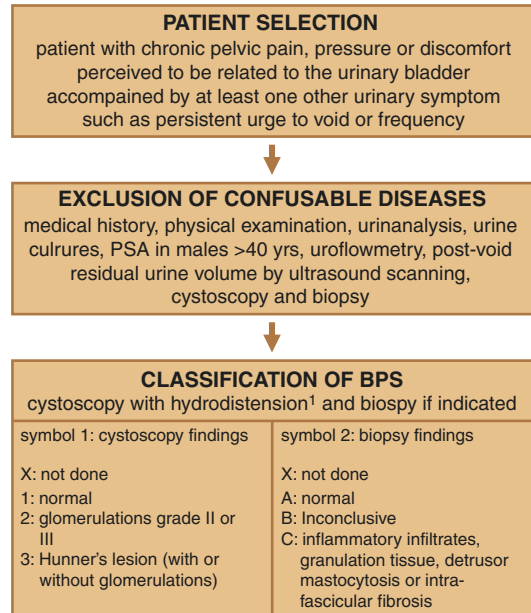 PATIENT SELECTION
patient with chronic pelvic pain, pressure or discomfort
perceived to be related to the urinary bladder
accompained by at least one other urinary symptom
such as persistent urge to void or frequency
EXCLUSION OF CONFUSABLE DISEASES
medical history, physical examination, urinanalysis, urine
culrures, PSA in males >40 yrs, uroflowmetry, post-void
residual urine volume by ultrasound scanning,
cystoscopy and biopsy
CLASSIFICATION OF BPS
cystoscopy with hydrodistension¹ and biospy if indicated
symbol 1: cystoscopy findings
X: not done
1: normal
2: glomerulations grade II or
III
3: Hunner's lesion (with or
without glomerulations)
symbol 2: biopsy findings
X: not done
A: normal
B: Inconclusive
C: inflammatory infiltrates,
granulation tissue, detrusor
mastocytosis or intra-
fascicular fibrosis